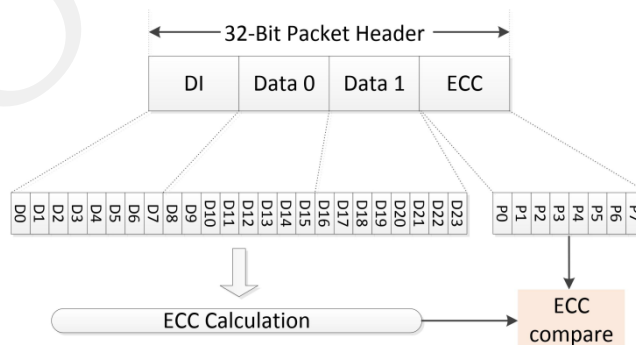 32-Bit Packet Header
DI Data 0 Data 1 ECC
D0 D1 D2 D3 D4 D5 D6 D7 D8 D9 D10 D11 D12 D13 D14 D15 D16 D17 D18 D19 D20 D21 D22 D23 P0 P1 P2 P3 P4 P5 P6 P7
ECC Calculation
ECC
compare